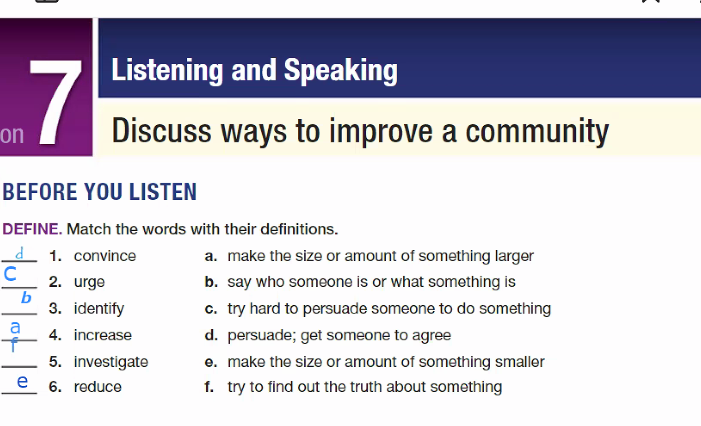 7
Listening and Speaking
on
Discuss ways to improve a community
BEFORE YOU LISTEN
DEFINE. Match the words with their definitions.
d 1. convince a. make the size or amount of something larger
c 2. urge b. say who someone is or what something is
b 3. identify c. try hard to persuade someone to do something
a 4. increase d. persuade; get someone to agree
f 5. investigate e. make the size or amount of something smaller
e 6. reduce f. try to find out the truth about something